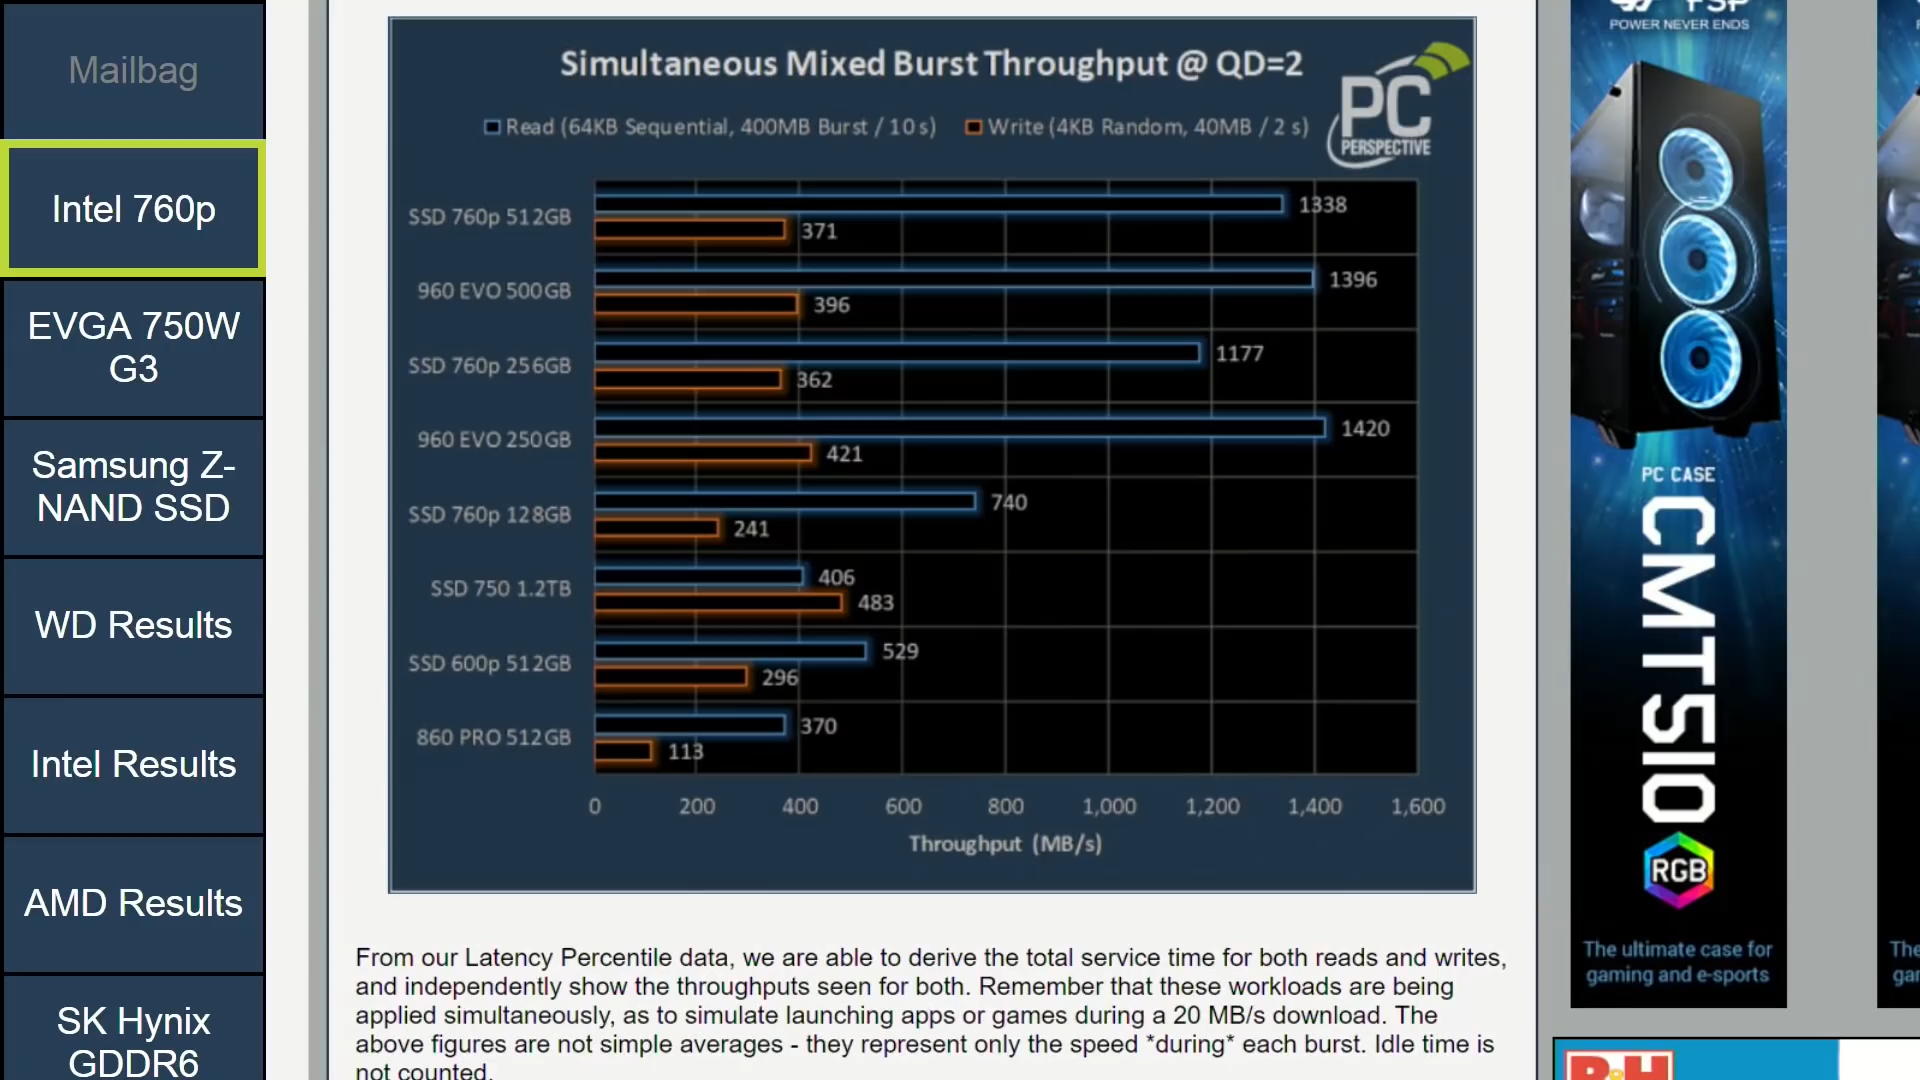 Mailbag
Intel 760p
EVGA 750W
G3
Samsung Z-
NAND SSD
WD Results
Intel Results
AMD Results
SK Hynix
GDDR6
Simultaneous Mixed Burst Throughput @ QD=2
Read (64KB Sequential, 400MB Burst / 10 s) Write (4KB Random, 40MB / 2 s)
PC
PERSPECTIVE
SSD 760p 512GB 1338
371
960 EVO 500GB 1396
396
SSD 760p 256GB 1177
362
960 EVO 250GB 1420
421
SSD 760p 128GB 740
241
SSD 750 1.2TB 406
483
SSD 600p 512GB 529
296
860 PRO 512GB 370
113
0 200 400 600 800 1,000 1,200 1,400 1,600
Throughput (MB/s)
From our Latency Percentile data, we are able to derive the total service time for both reads and writes,
and independently show the throughputs seen for both. Remember that these workloads are being
applied simultaneously, as to simulate launching apps or games during a 20 MB/s download. The
above figures are not simple averages - they represent only the speed *during* each burst. Idle time is
not counted.
FSP
POWER NEVER ENDS
PC CASE
CMT510
RGB
The ultimate case for
gaming and e-sports
The
gar
B&H